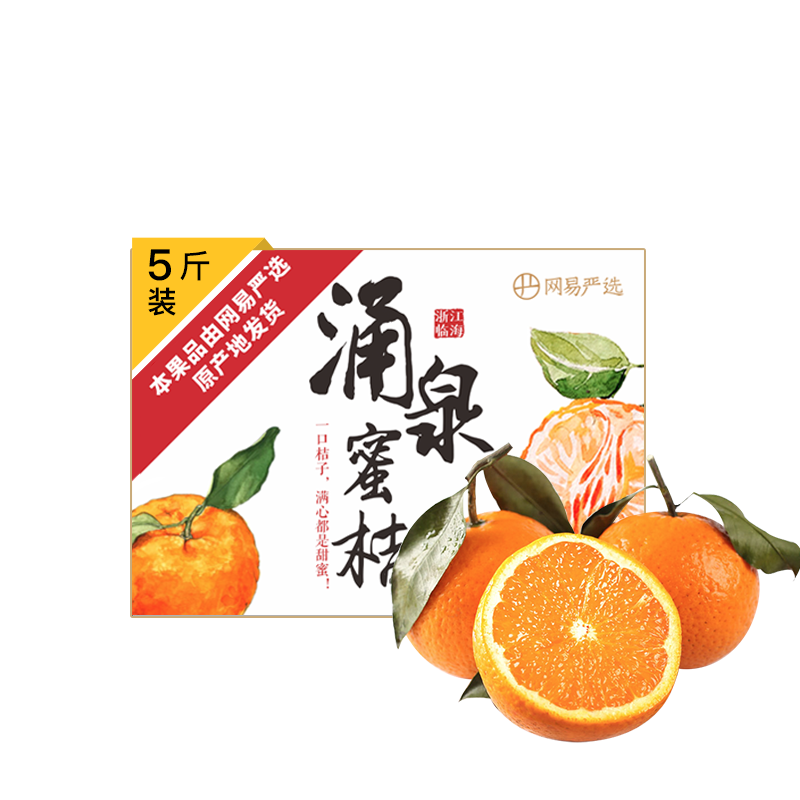 5斤
装
本果品由网易严选
原产地发货
网易严选
浙江
临海
涌泉蜜桔
一口桔子，满心都是甜蜜！